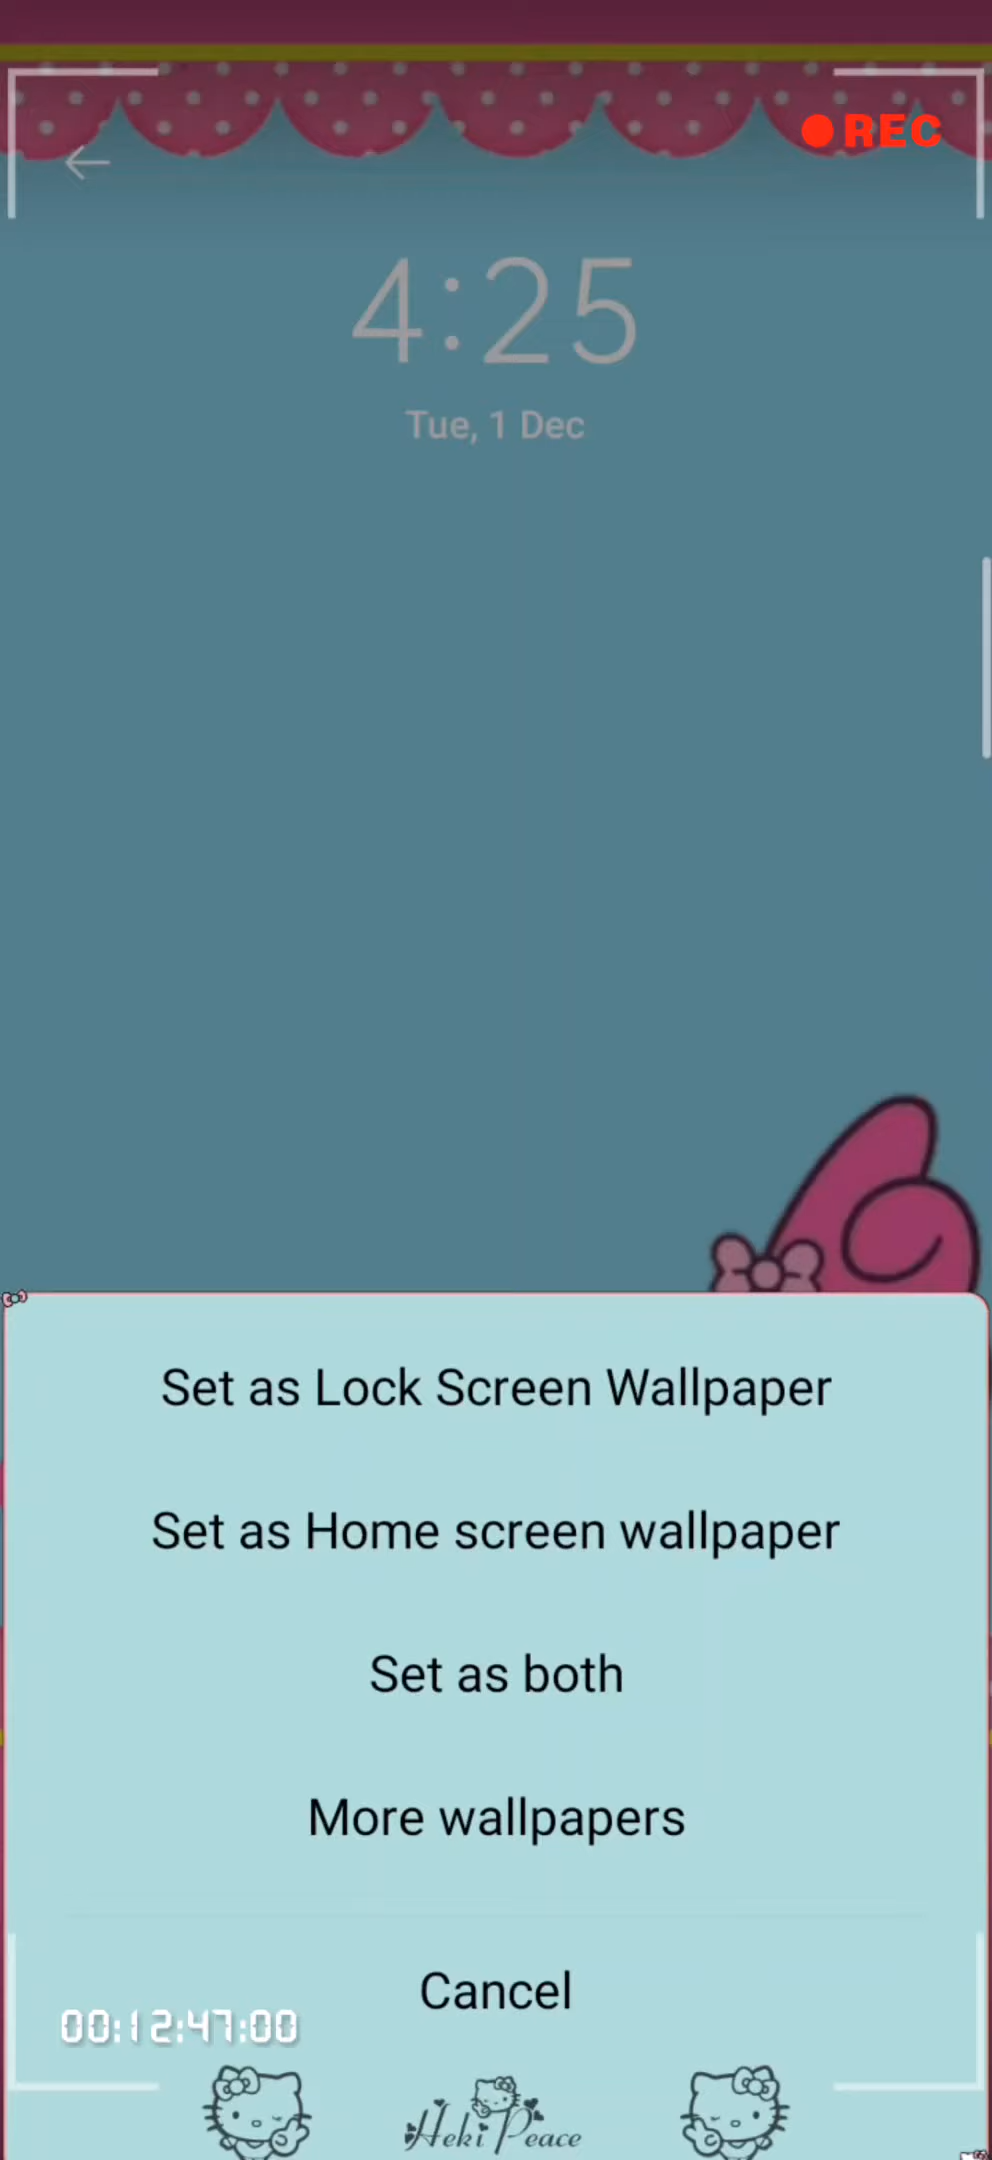 REC
4:25
Tue, 1 Dec
Set as Lock Screen Wallpaper
Set as Home screen wallpaper
Set as both
More wallpapers
Cancel
00:12:47:00
Heki Peace